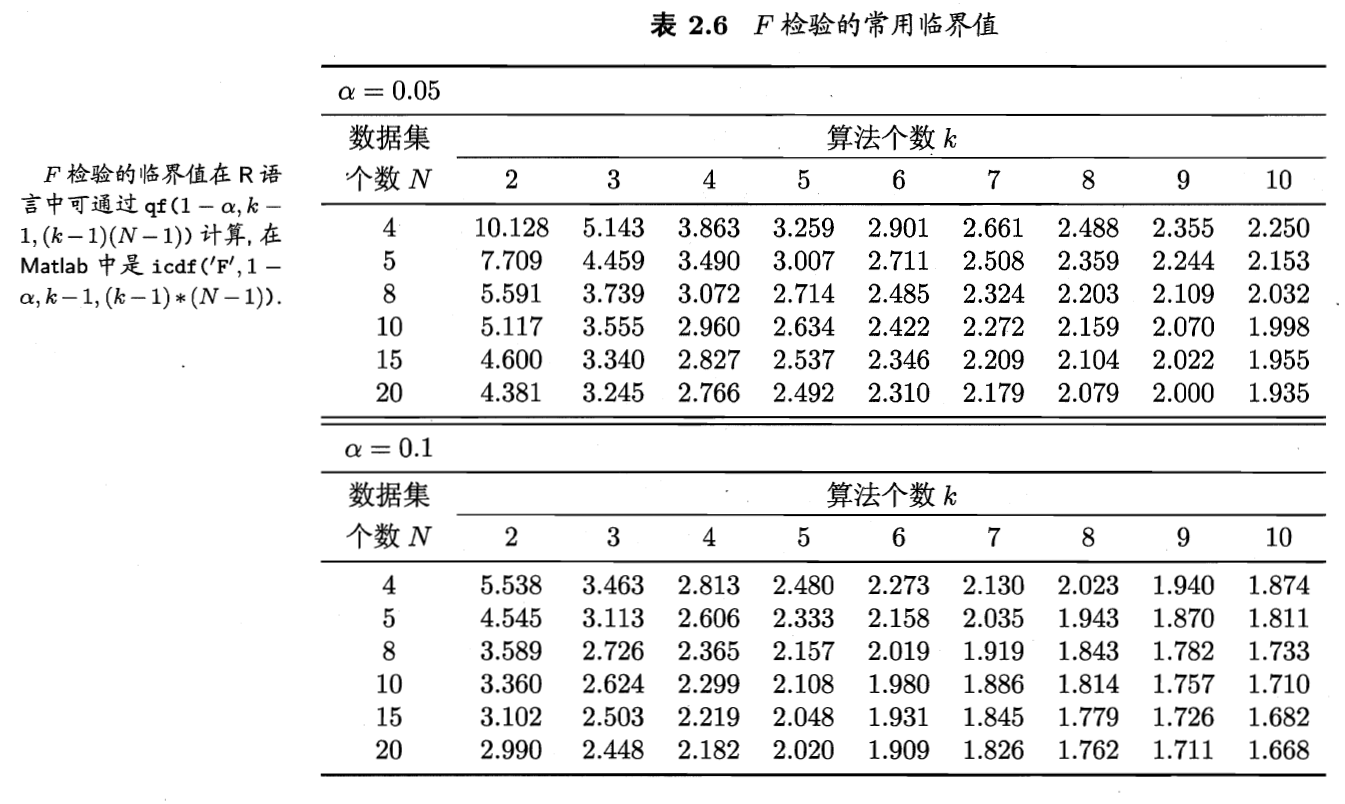 表 2.6 F 检验的常用临界值
F 检验的临界值在 R 语
言中可通过 qf(1 − α, k −
1, (k−1)(N−1)) 计算, 在
Matlab 中是 icdf('F', 1 −
α, k−1, (k−1)∗(N−1)).
α = 0.05
数据集 算法个数 k
个数 N 2 3 4 5 6 7 8 9 10
4 10.128 5.143 3.863 3.259 2.901 2.661 2.488 2.355 2.250
5 7.709 4.459 3.490 3.007 2.711 2.508 2.359 2.244 2.153
8 5.591 3.739 3.072 2.714 2.485 2.324 2.203 2.109 2.032
10 5.117 3.555 2.960 2.634 2.422 2.272 2.159 2.070 1.998
15 4.600 3.340 2.827 2.537 2.346 2.209 2.104 2.022 1.955
20 4.381 3.245 2.766 2.492 2.310 2.179 2.079 2.000 1.935
α = 0.1
数据集 算法个数 k
个数 N 2 3 4 5 6 7 8 9 10
4 5.538 3.463 2.813 2.480 2.273 2.130 2.023 1.940 1.874
5 4.545 3.113 2.606 2.333 2.158 2.035 1.943 1.870 1.811
8 3.589 2.726 2.365 2.157 2.019 1.919 1.843 1.782 1.733
10 3.360 2.624 2.299 2.108 1.980 1.886 1.814 1.757 1.710
15 3.102 2.503 2.219 2.048 1.931 1.845 1.779 1.726 1.682
20 2.990 2.448 2.182 2.020 1.909 1.826 1.762 1.711 1.668